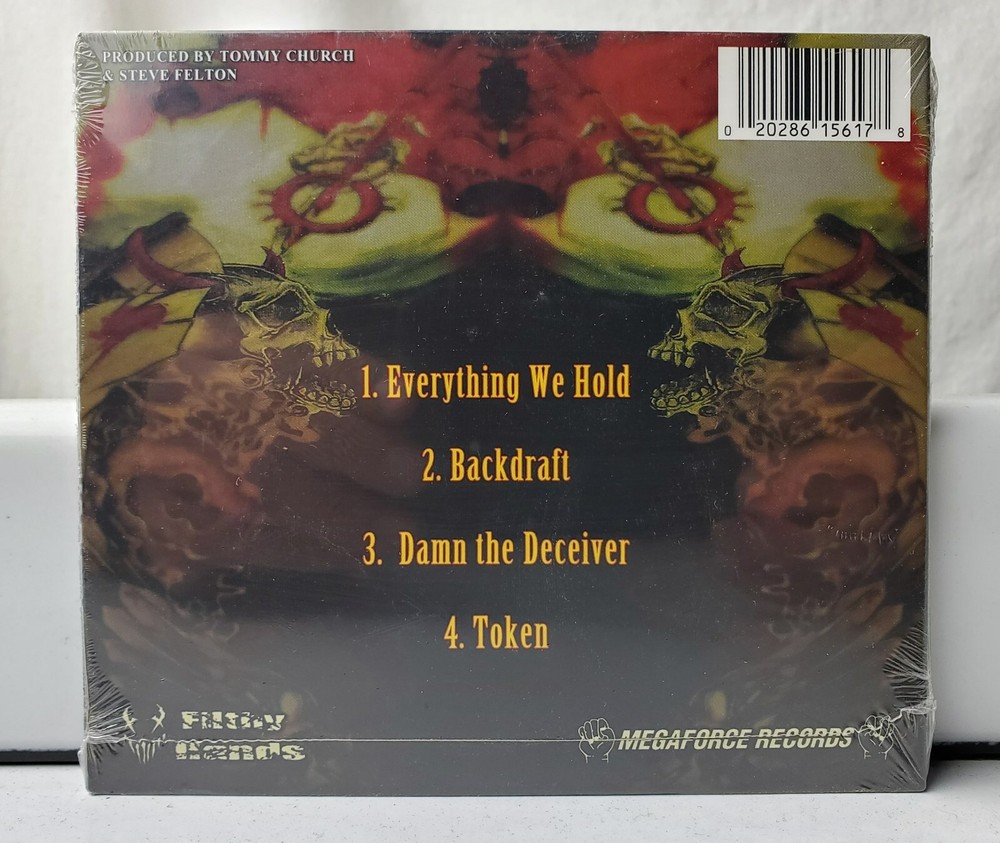 PRODUCED BY TOMMY CHURCH
& STEVE FELTON
0 20286 15617 8
1. Everything We Hold
2. Backdraft
3. Damn the Deceiver
4. Token
Filthy
Hands
MEGAFORCE RECORDS